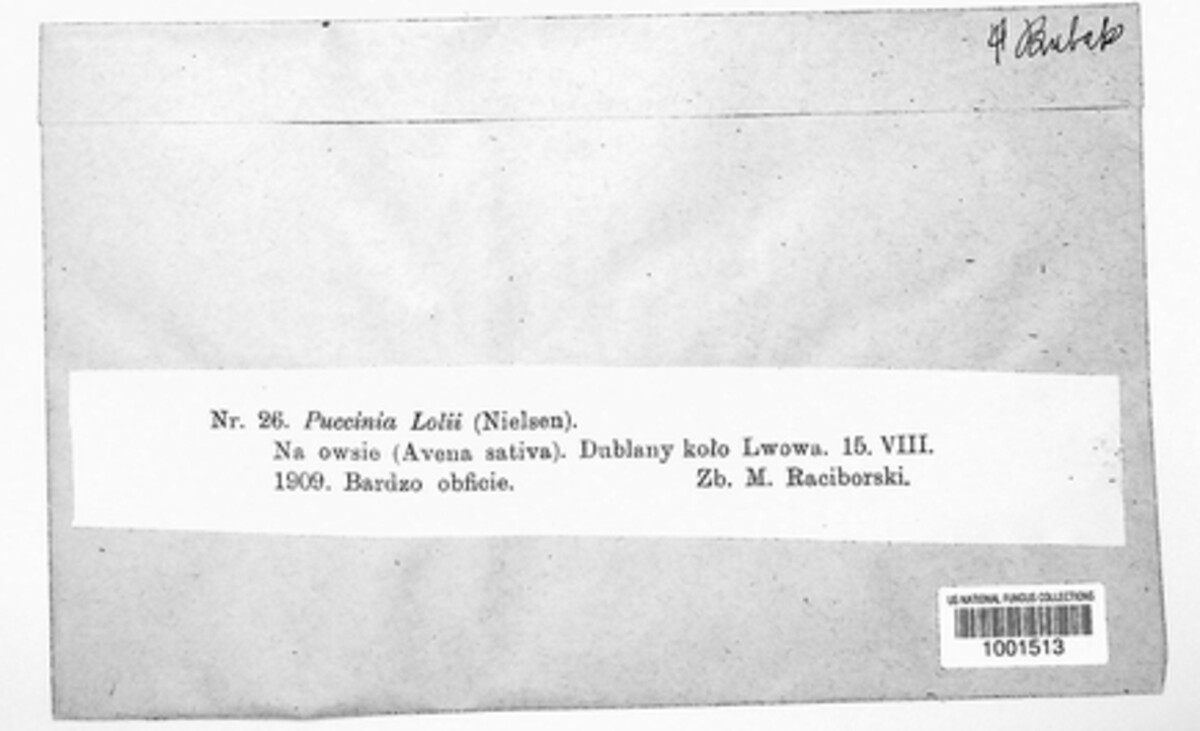 Bubak
Nr. 26. Puccinia Lolii (Nielsen).
Na owsie (Avena sativa). Dublany koło Lwowa. 15. VIII.
1909. Bardzo obficie. Zb. M. Raciborski.
US NATIONAL FUNGUS COLLECTIONS
1001513